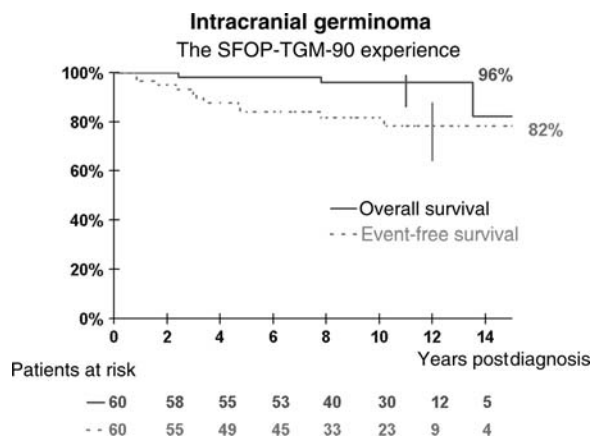 Intracranial germinoma
The SFOP-TGM-90 experience
100%
96%
80%
82%
60%
Overall survival
40%
Event-free survival
20%
0%
0 2 4 6 8 10 12 14
Years postdiagnosis
Patients at risk
60 58 55 53 40 30 12 5
60 55 49 45 33 23 9 4